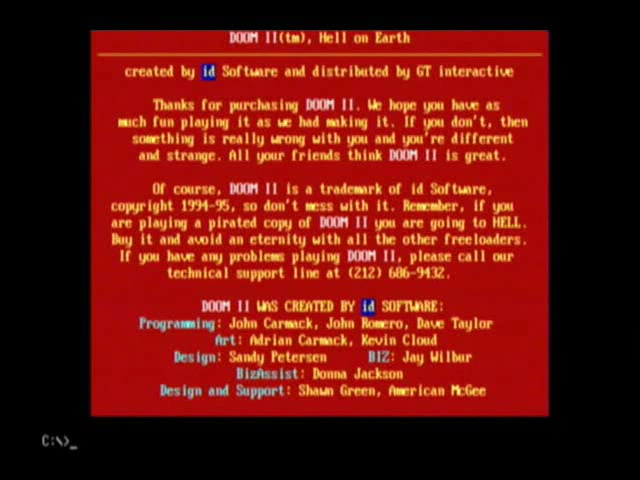 DOOM II(tm), Hell on Earth
created by id Software and distributed by GT interactive
Thanks for purchasing DOOM II. We hope you have as
much fun playing it as we had making it. If you don't, then
something is really wrong with you and you're different
and strange. All your friends think DOOM II is great.
Of course, DOOM II is a trademark of id Software,
copyright 1994-95, so don't mess with it. Remember, if you
are playing a pirated copy of DOOM II you are going to HELL.
Buy it and avoid an eternity with all the other freeloaders.
If you have any problems playing DOOM II, please call our
technical support line at (212) 686-9432.
DOOM II WAS CREATED BY id SOFTWARE:
Programming: John Carmack, John Romero, Dave Taylor
Art: Adrian Carmack, Kevin Cloud
Design: Sandy Petersen BIZ: Jay Wilbur
BizAssist: Donna Jackson
Design and Support: Shawn Green, American McGee
C:\>_